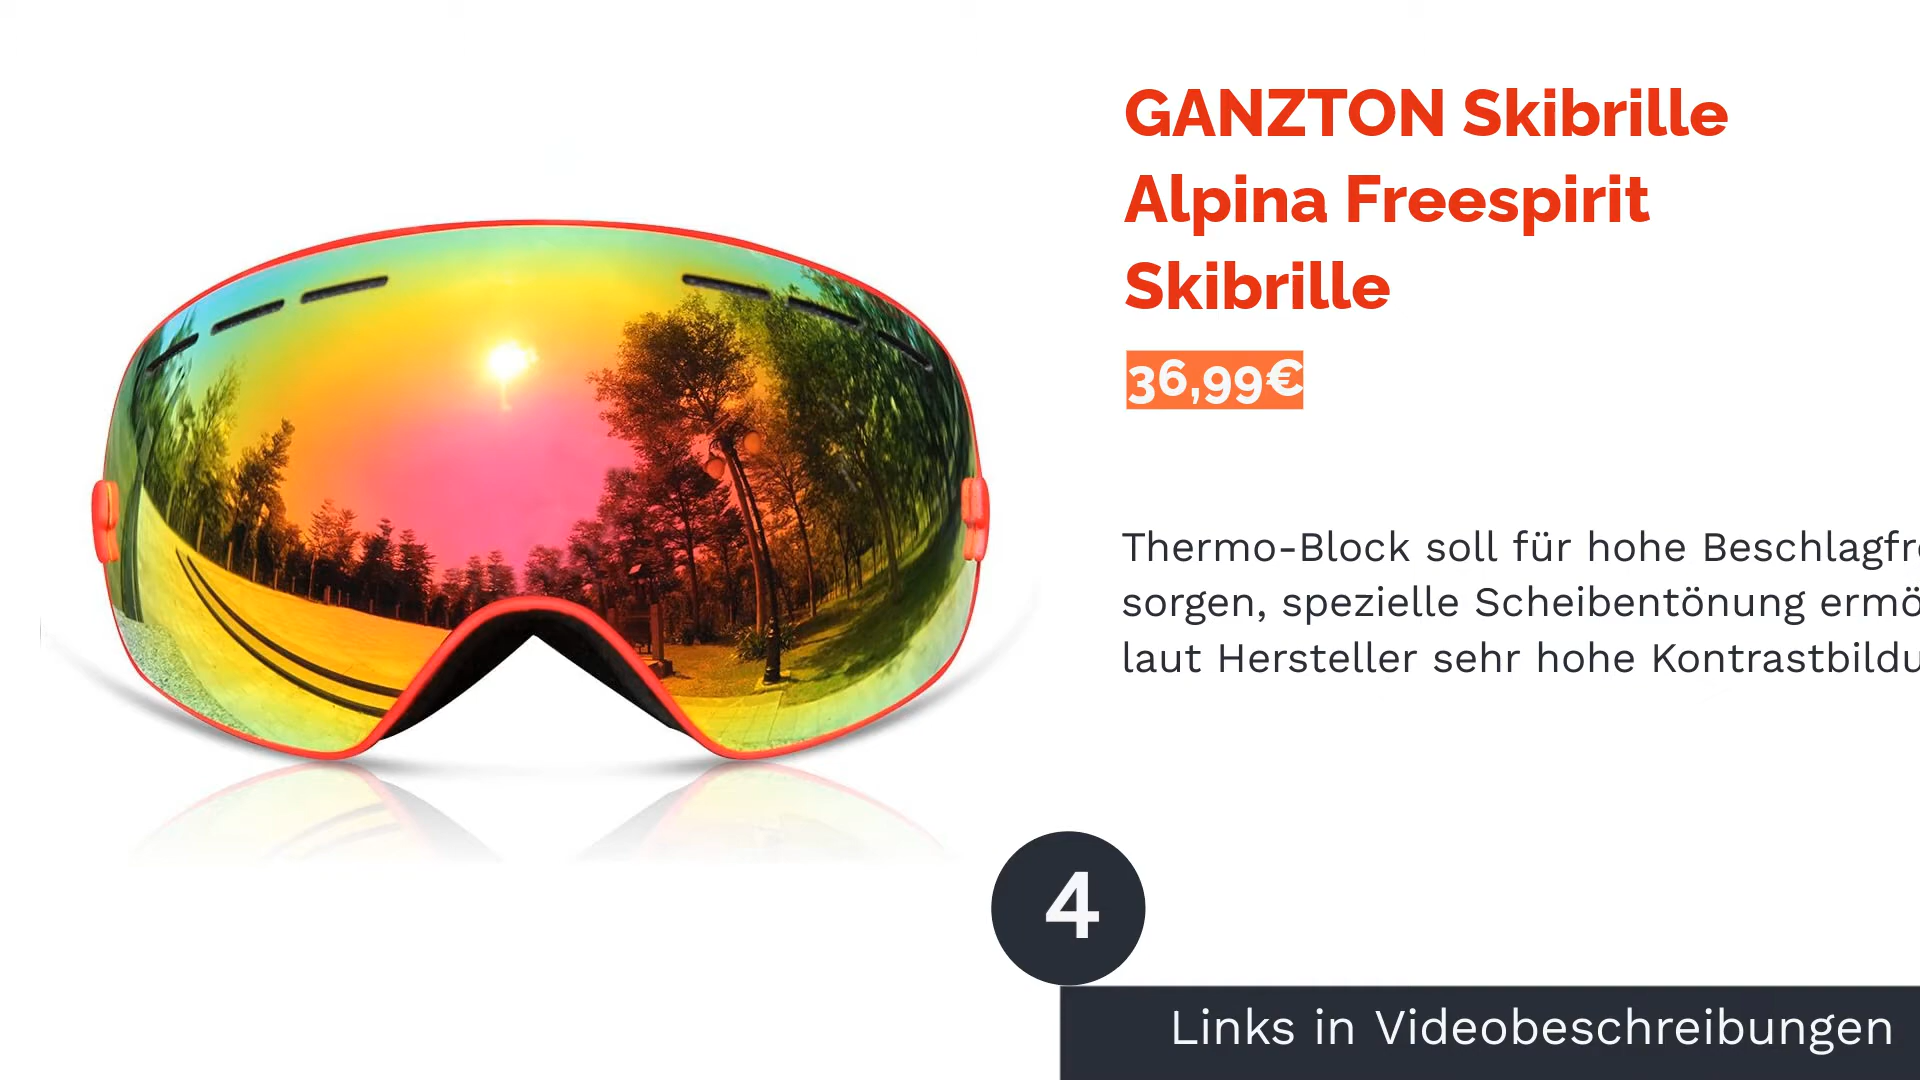 GANZTON Skibrille
Alpina Freespirit
Skibrille
36,99€
Thermo-Block soll für hohe
sorgen, spezielle Scheibentönung
laut Hersteller sehr hohe
4
Links in Videobeschreibungen